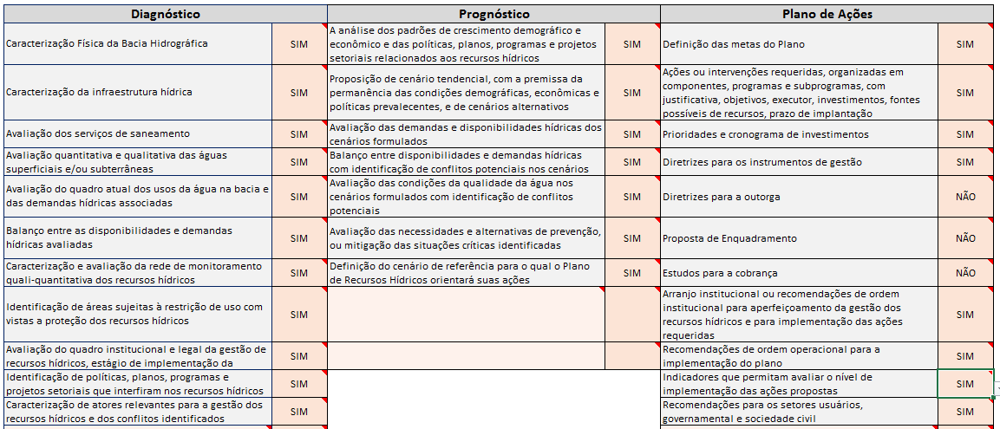 Diagnóstico
Prognóstico
Plano de Ações
Caracterização Física da Bacia Hidrográfica
SIM
A análise dos padrões de crescimento demográfico e
econômico e das políticas, planos, programas e projetos
setoriais relacionados aos recursos hídricos
SIM
Definição das metas do Plano
SIM
Caracterização da infraestrutura hídrica
SIM
Proposição de cenário tendencial, com a premissa da
permanência das condições demográficas, econômicas e
políticas prevalecentes, e de cenários alternativos
SIM
Ações ou intervenções requeridas, organizadas em
componentes, programas e subprogramas, com
justificativa, objetivos, executor, investimentos, fontes
possíveis de recursos, prazo de implantação
SIM
Avaliação dos serviços de saneamento
SIM
Avaliação das demandas e disponibilidades hídricas dos
cenários formulados
SIM
Prioridades e cronograma de investimentos
SIM
Avaliação quantitativa e qualitativa das águas
superficiais e/ou subterrâneas
SIM
Balanço entre disponibilidades e demandas hídricas
com identificação de conflitos potenciais nos cenários
SIM
Diretrizes para os instrumentos de gestão
SIM
Avaliação do quadro atual dos usos da água na bacia e
das demandas hídricas associadas
SIM
Avaliação das condições da qualidade da água nos
cenários formulados com identificação de conflitos
potenciais
SIM
Diretrizes para a outorga
NÃO
Balanço entre as disponibilidades e demandas
hídricas avaliadas
SIM
Avaliação das necessidades e alternativas de prevenção,
ou mitigação das situações críticas identificadas
SIM
Proposta de Enquadramento
NÃO
Caracterização e avaliação da rede de monitoramento
quali-quantitativa dos recursos hídricos
SIM
Definição do cenário de referência para o qual o Plano
de Recursos Hídricos orientará suas ações
SIM
Estudos para a cobrança
NÃO
Identificação de áreas sujeitas à restrição de uso com
vistas a proteção dos recursos hídricos
SIM
Arranjo institucional ou recomendações de ordem
institucional para aperfeiçoamento da gestão dos
recursos hídricos e para implementação das ações
requeridas
SIM
Avaliação do quadro institucional e legal da gestão de
recursos hídricos, estágio de implementação da
SIM
Recomendações de ordem operacional para a
implementação do plano
SIM
Identificação de políticas, planos, programas e
projetos setoriais que interfiram nos recursos hídricos
SIM
Indicadores que permitam avaliar o nível de
implementação das ações propostas
SIM
Caracterização de atores relevantes para a gestão dos
recursos hídricos e dos conflitos identificados
SIM
Recomendações para os setores usuários,
governamental e sociedade civil
SIM